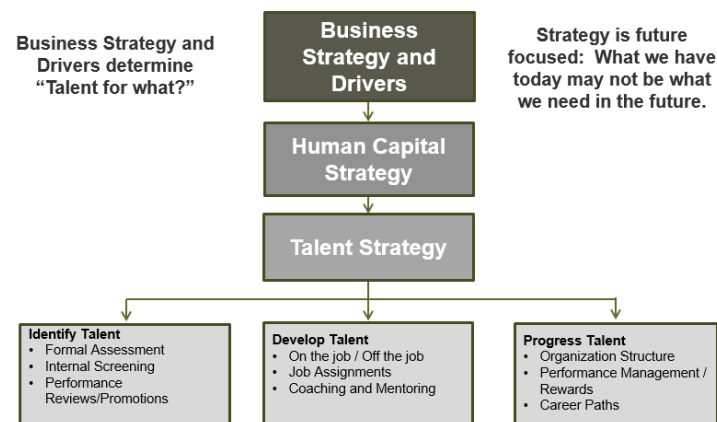 Business Strategy and
Drivers determine
“Talent for what?”
Business
Strategy and
Drivers
Strategy is future
focused:  What we have
today may not be what
we need in the future.
Human Capital
Strategy
Talent Strategy
Identify Talent
• Formal Assessment
• Internal Screening
• Performance
Reviews/Promotions
Develop Talent
• On the job / Off the job
• Job Assignments
• Coaching and Mentoring
Progress Talent
• Organization Structure
• Performance Management /
Rewards
• Career Paths